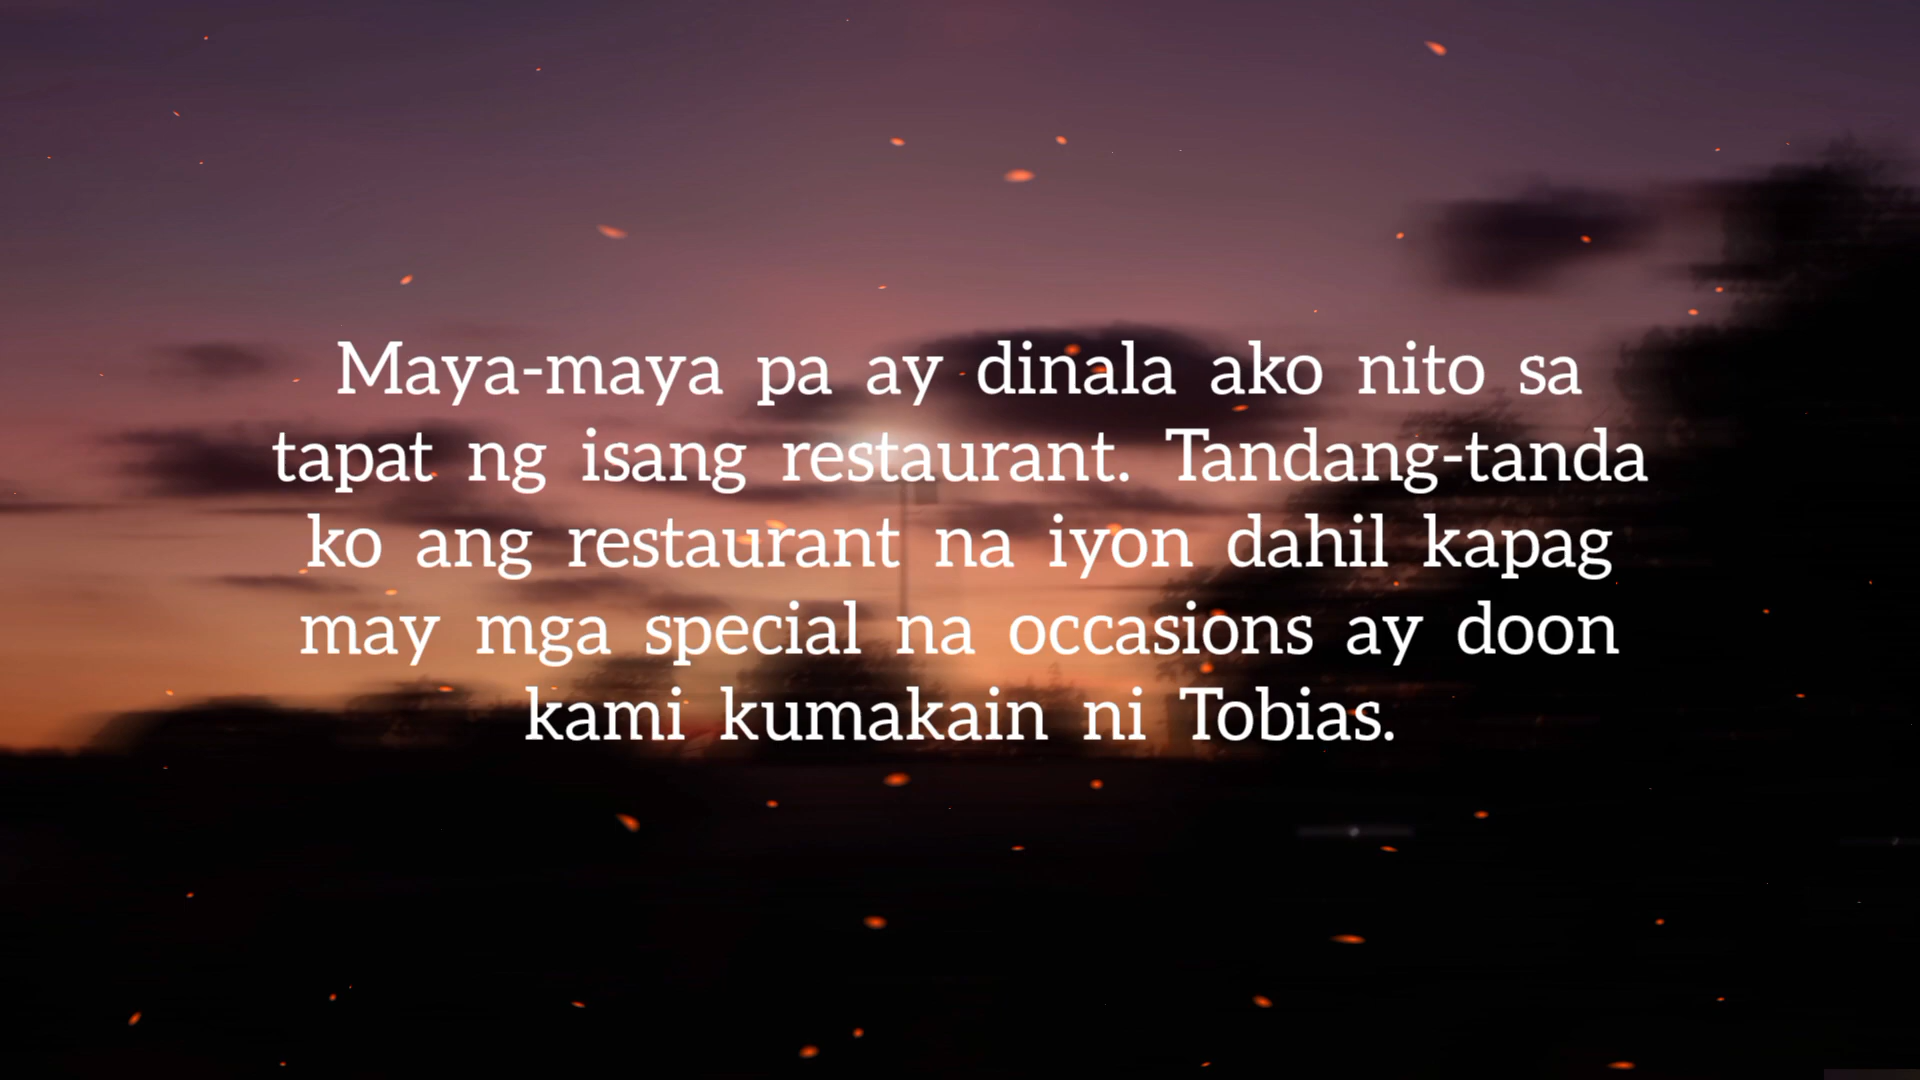 Maya-maya pa ay dinala ako nito sa
tapat ng isang restaurant. Tandang-tanda
ko ang restaurant na iyon dahil kapag
may mga special na occasions ay doon
kami kumakain ni Tobias.